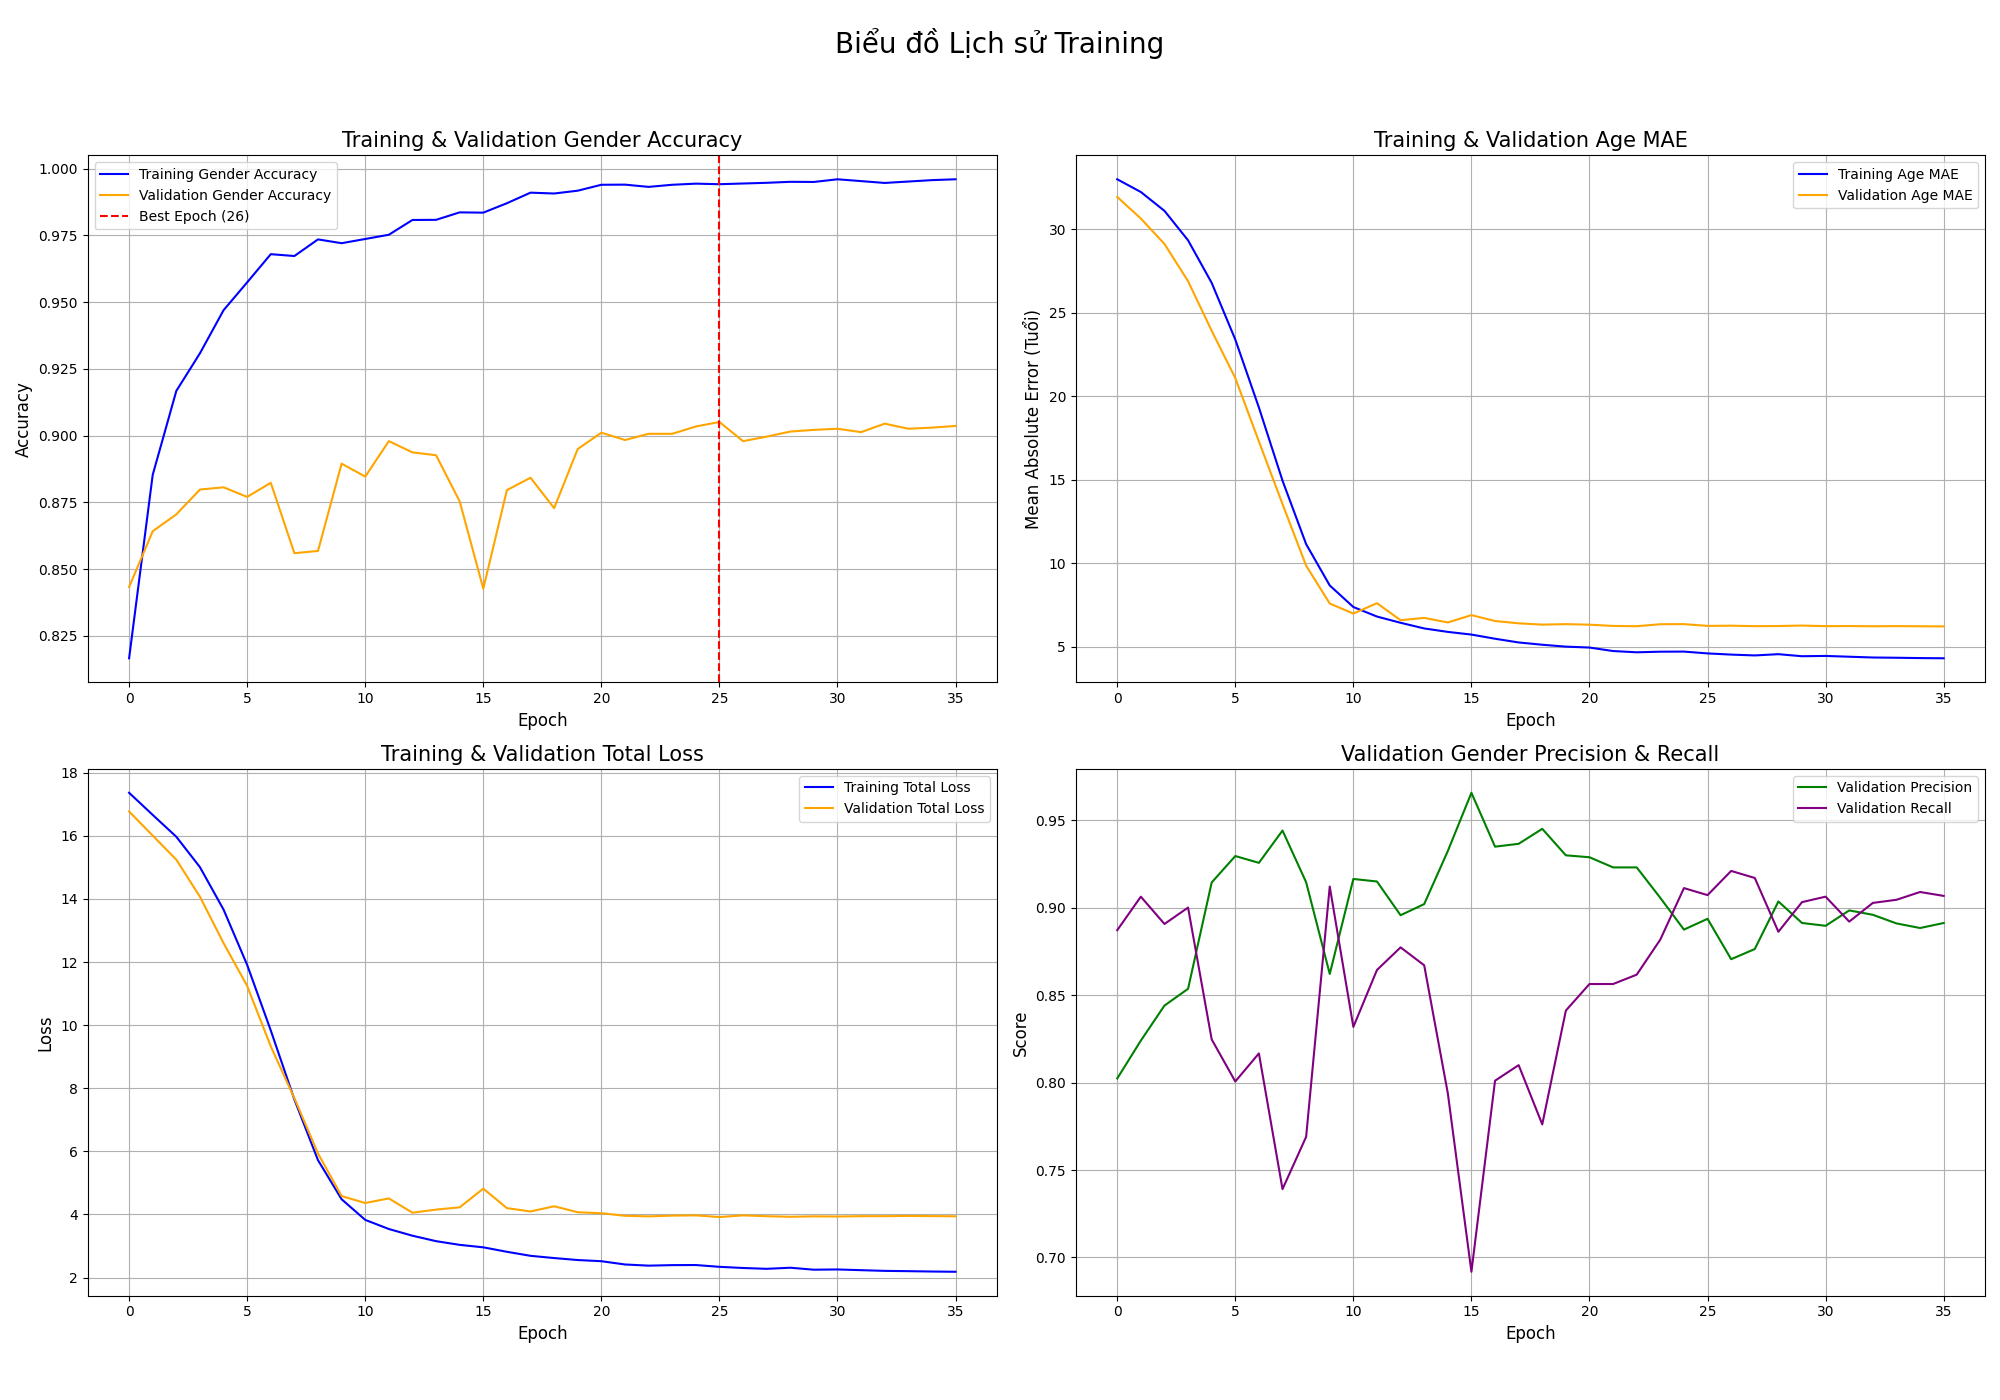 Biểu đồ Lịch sử Training
Training & Validation Gender Accuracy
Training Gender Accuracy
Validation Gender Accuracy
Best Epoch (26)
Accuracy
1.000
0.975
0.950
0.925
0.900
0.875
0.850
0.825
0 5 10 15 20 25 30 35
Epoch
Training & Validation Age MAE
Training Age MAE
Validation Age MAE
Mean Absolute Error (Tuổi)
30
25
20
15
10
5
0 5 10 15 20 25 30 35
Epoch
Training & Validation Total Loss
Training Total Loss
Validation Total Loss
Loss
18
16
14
12
10
8
6
4
2
0 5 10 15 20 25 30 35
Epoch
Validation Gender Precision & Recall
Validation Precision
Validation Recall
Score
0.95
0.90
0.85
0.80
0.75
0.70
0 5 10 15 20 25 30 35
Epoch